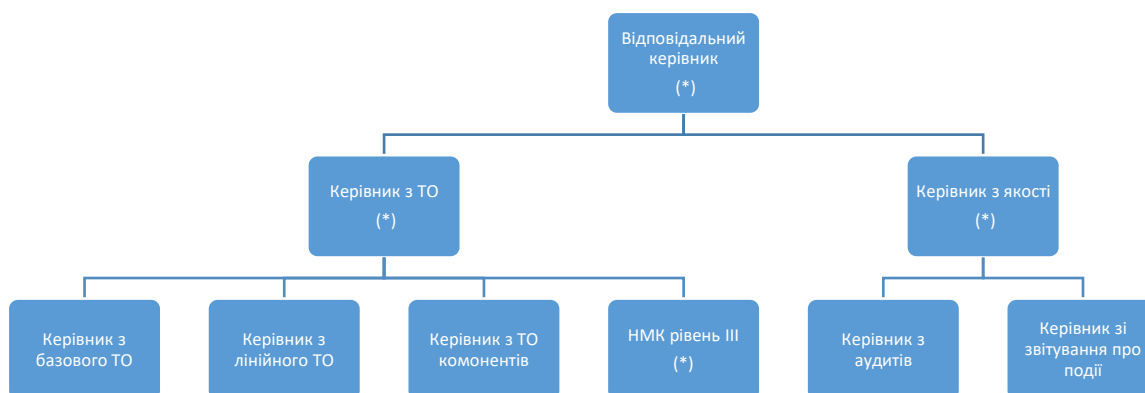 Відповідальний
керівник
(*)
Керівник з ТО
(*)
Керівник з якості
(*)
Керівник з
базового ТО
Керівник з
лінійного ТО
Керівник з ТО
комонентів
НМК рівень III
(*)
Керівник з
аудитів
Керівник зі
звітування про
події